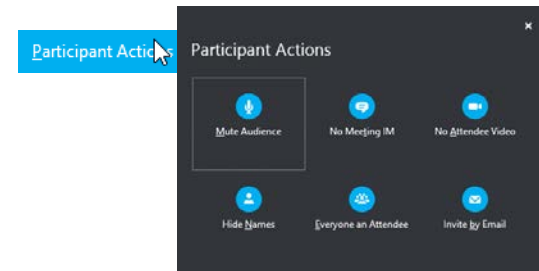 Participant Actions
Participant Actions
Mute Audience
No Meeting IM
No Attendee Video
Hide Names
Everyone an Attendee
Invite by Email